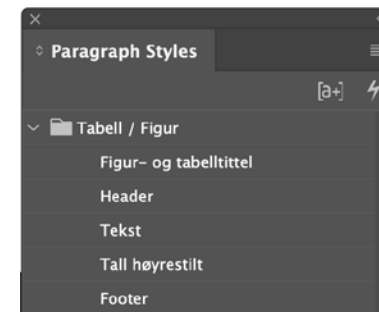 Paragraph Styles
[a+]
Tabell / Figur
Figur- og tabelltittel
Header
Tekst
Tall høyrestilt
Footer